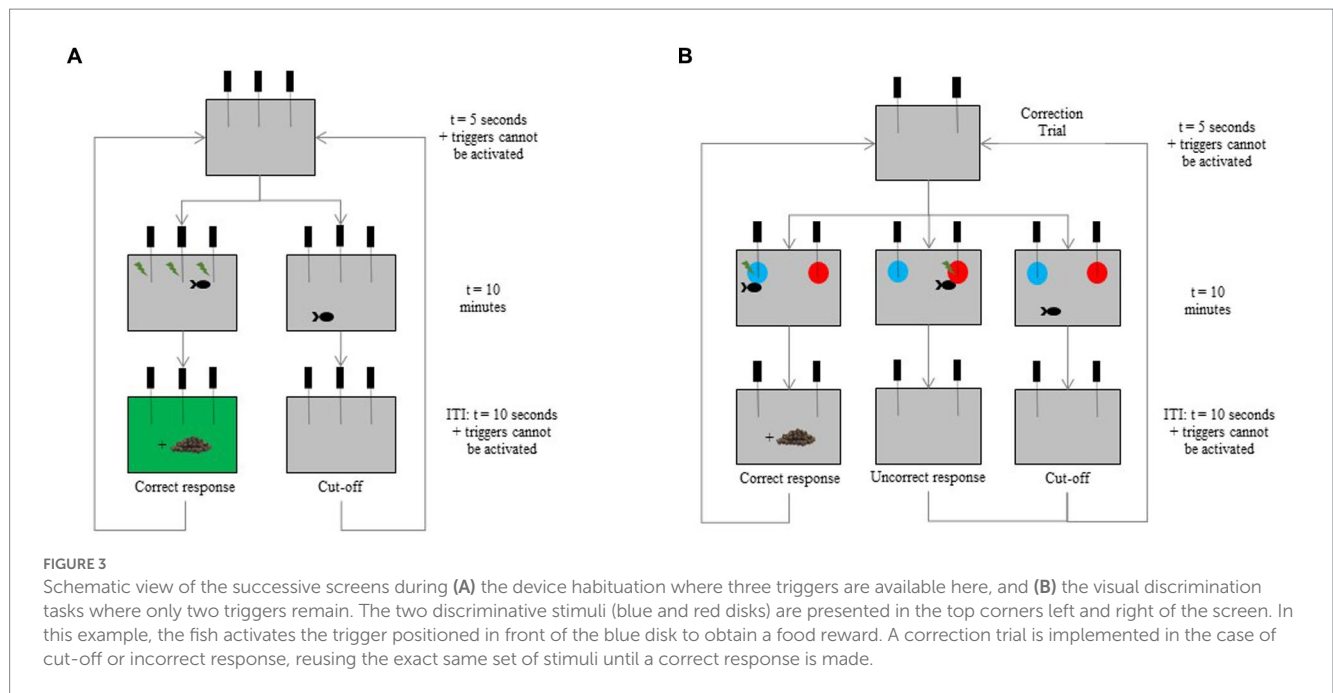 A
B
t = 5 seconds
+ triggers cannot
be activated
Correction
Trial
t = 5 seconds
+ triggers cannot
be activated
t = 10
minutes
t = 10
minutes
ITI: t = 10 seconds
+ triggers cannot
be activated
+
Correct response
Cut-off
ITI: t = 10 seconds
+ triggers cannot
be activated
+
Correct response
Uncorrect response
Cut-off
FIGURE 3
Schematic view of the successive screens during (A) the device habituation where three triggers are available here, and (B) the visual discrimination
tasks where only two triggers remain. The two discriminative stimuli (blue and red disks) are presented in the top corners left and right of the screen. In
this example, the fish activates the trigger positioned in front of the blue disk to obtain a food reward. A correction trial is implemented in the case of
cut-off or incorrect response, reusing the exact same set of stimuli until a correct response is made.